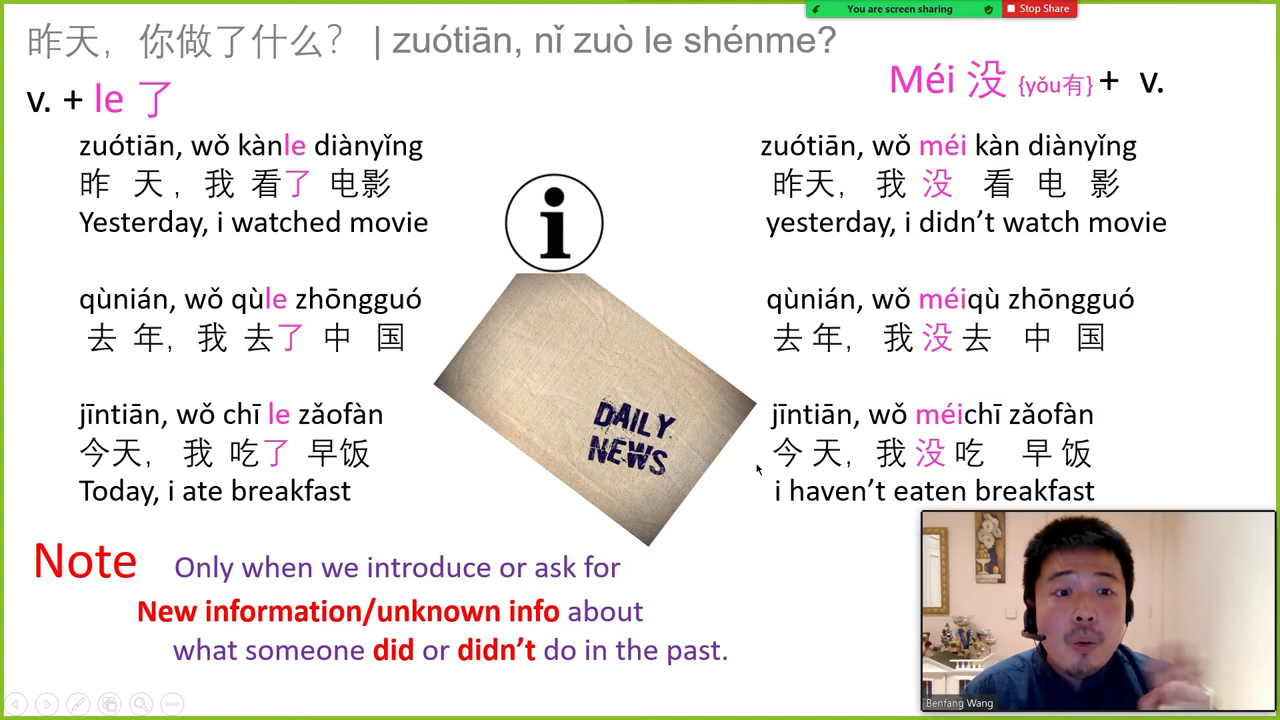 You are screen sharing
Stop Share
昨天，你做了什么？ | zuótiān, nǐ zuò le shénme?
v. + le 了
Méi 没 {yǒu有} + v.
zuótiān, wǒ kànle diànyǐng
昨 天 ，我 看了 电影
Yesterday, i watched movie
qùnián, wǒ qùle zhōngguó
去 年， 我 去了 中 国
jīntiān, wǒ chī le zǎofàn
今天， 我 吃了 早饭
Today, i ate breakfast
zuótiān, wǒ méi kàn diànyǐng
昨天， 我 没 看 电 影
yesterday, i didn’t watch movie
qùnián, wǒ méiqù zhōngguó
去 年， 我 没 去 中 国
jīntiān, wǒ méichī zǎofàn
今 天，我 没 吃 早 饭
i haven’t eaten breakfast
DAILY
NEWS
Note Only when we introduce or ask for
New information/unknown info about
what someone did or didn’t do in the past.
Benfang Wang